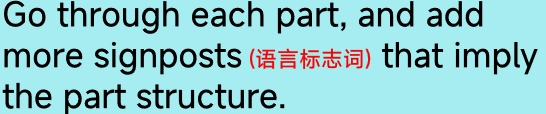 Go through each part, and add
more signposts (语言标志词) that imply
the part structure.